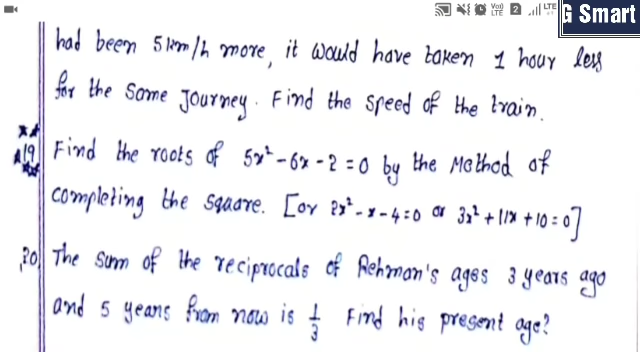 G Smart
had been 5 km/h more, it would have taken 1 hour less
for the same Journey. Find the speed of the train.
19 Find the roots of 5x² - 6x - 2 = 0 by the Method of
completing the square. [or 2x² - x - 4 = 0 or 3x² + 11x + 10 = 0]
20 The Sum of the reciprocals of Rehman's ages 3 years ago
and 5 years from now is 1/3 Find his present age?